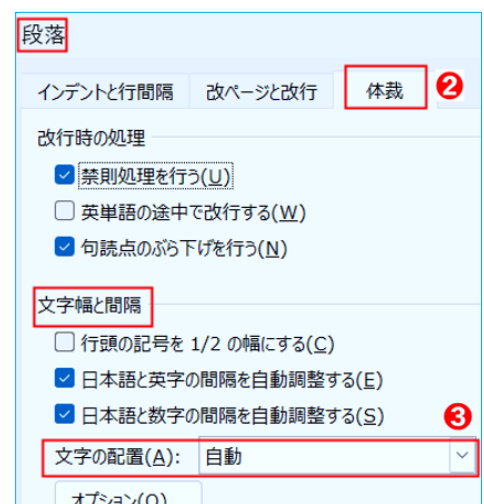 段落
インデントと行間隔 改ページと改行 体裁 ❷
改行時の処理
禁則処理を行う(U)
英単語の途中で改行する(W)
句読点のぶら下げを行う(N)
文字幅と間隔
行頭の記号を 1/2 の幅にする(C)
日本語と英字の間隔を自動調整する(E)
日本語と数字の間隔を自動調整する(S)
❸
文字の配置(A): 自動
オプション(O)